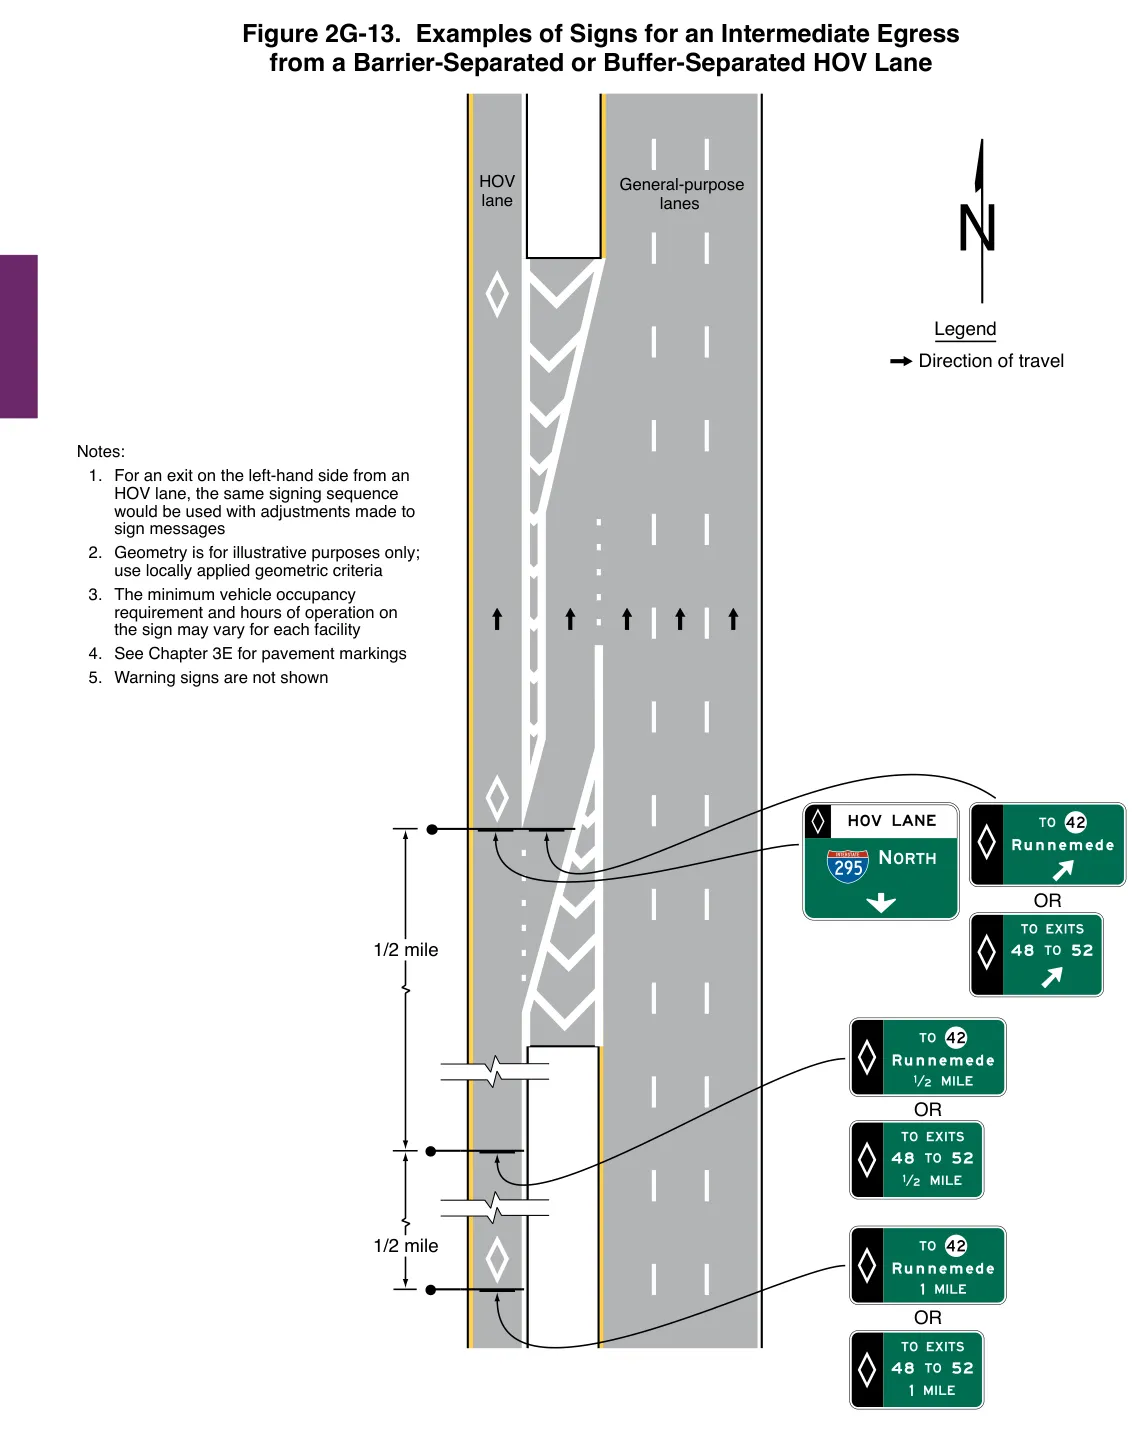 Figure 2G-13. Examples of Signs for an Intermediate Egress
from a Barrier-Separated or Buffer-Separated HOV Lane
HOV
lane
General-purpose
lanes
N
Legend
Direction of travel
Notes:
1. For an exit on the left-hand side from an
HOV lane, the same signing sequence
would be used with adjustments made to
sign messages
2. Geometry is for illustrative purposes only;
use locally applied geometric criteria
3. The minimum vehicle occupancy
requirement and hours of operation on
the sign may vary for each facility
4. See Chapter 3E for pavement markings
5. Warning signs are not shown
HOV LANE
INTERSTATE
295
NORTH
TO 42
Runnemede
OR
TO EXITS
48 TO 52
1/2 mile
TO 42
Runnemede
1/2 MILE
OR
TO EXITS
48 TO 52
1/2 MILE
1/2 mile
TO 42
Runnemede
1 MILE
OR
TO EXITS
48 TO 52
1 MILE